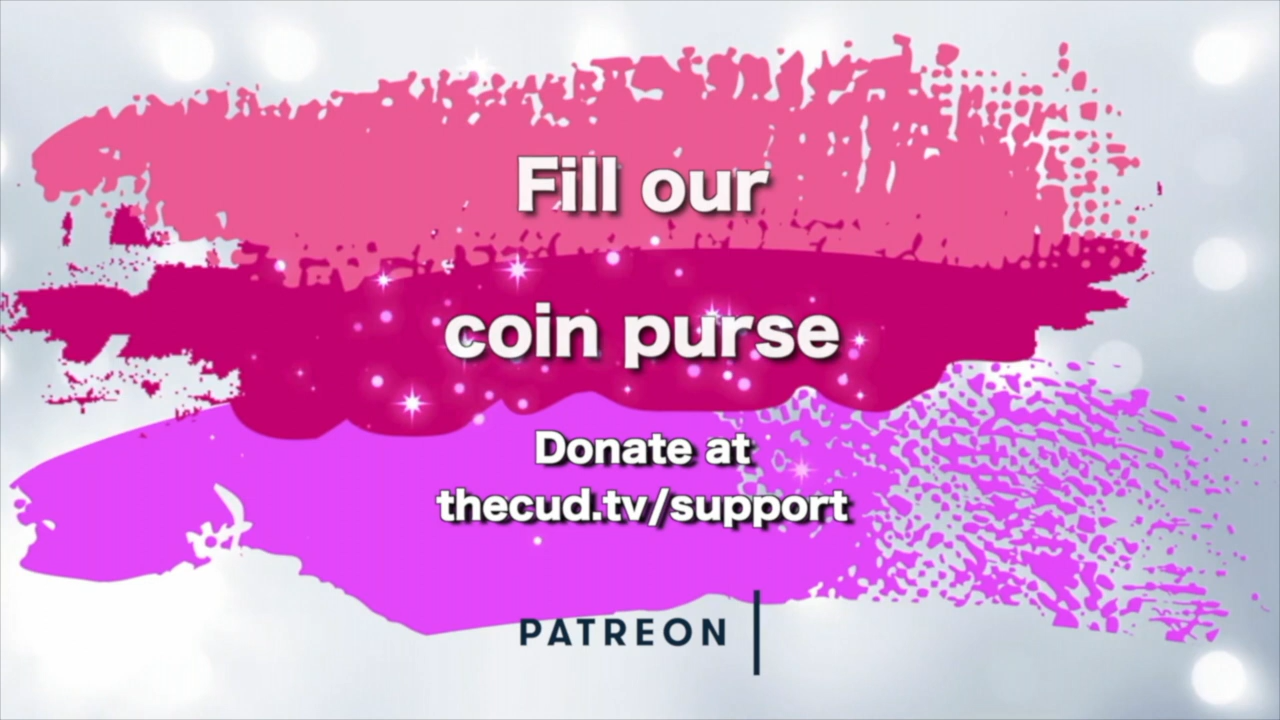 Fill our
coin purse
Donate at
thecud.tv/support
PATREON